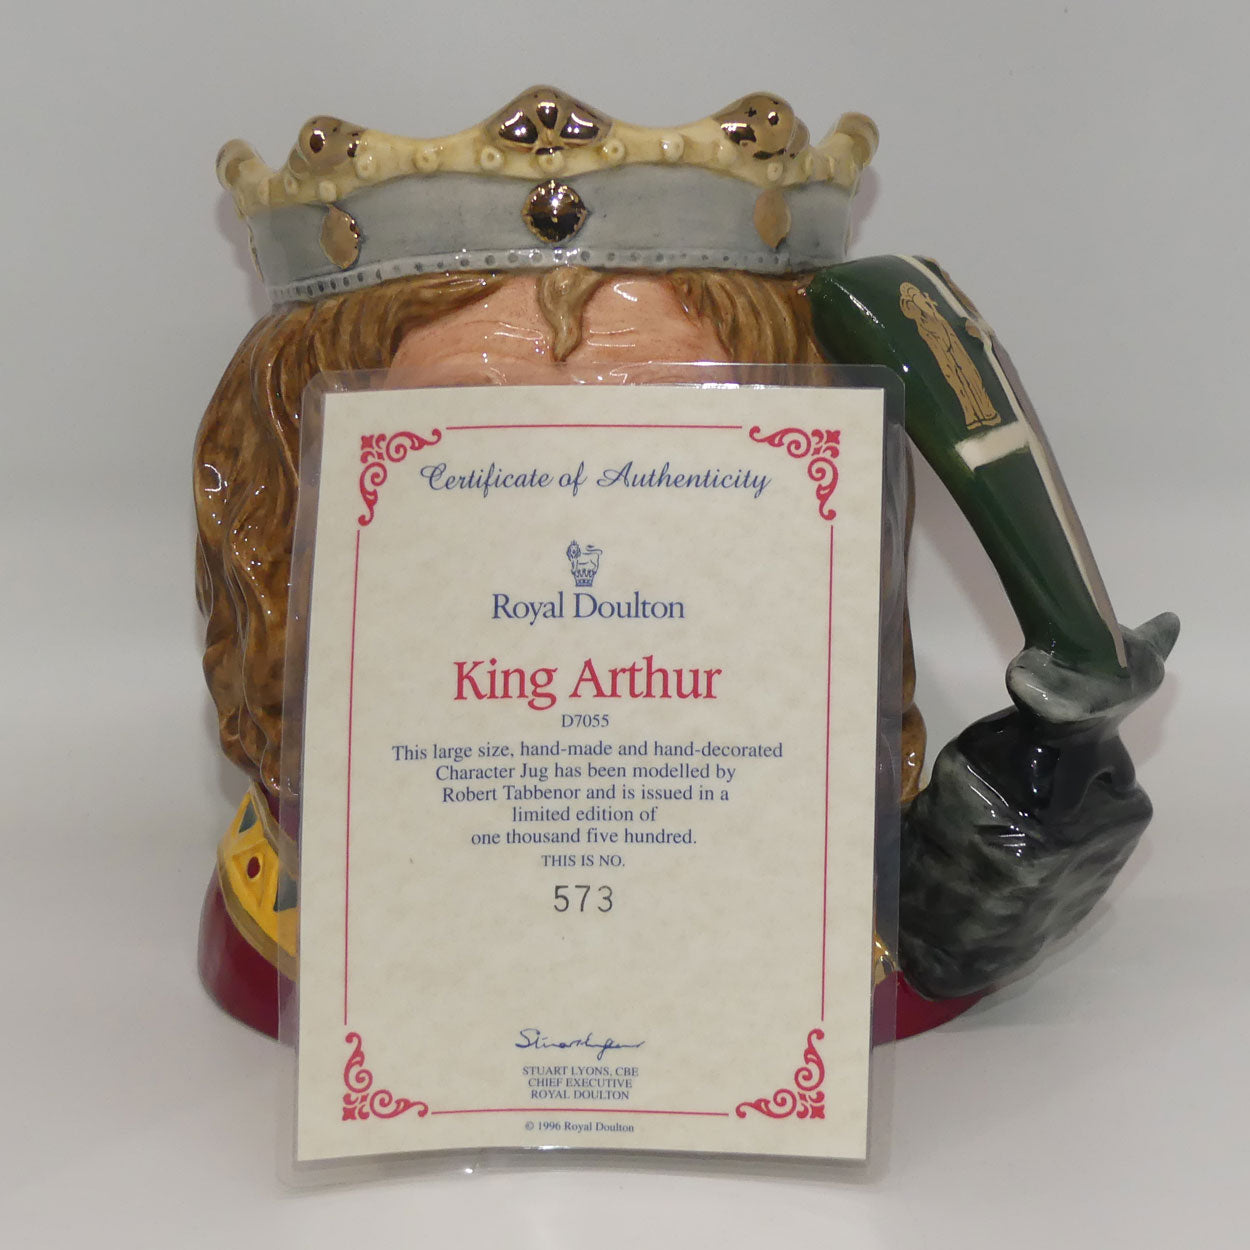 Certificate of Authenticity
Royal Doulton
King Arthur
D7055
This large size, hand-made and hand-decorated
Character Jug has been modelled by
Robert Tabbenor and is issued in a
limited edition of
one thousand five hundred.
THIS IS NO.
573
Stuart Lyons
STUART LYONS, CBE
CHIEF EXECUTIVE
ROYAL DOULTON
© 1996 Royal Doulton